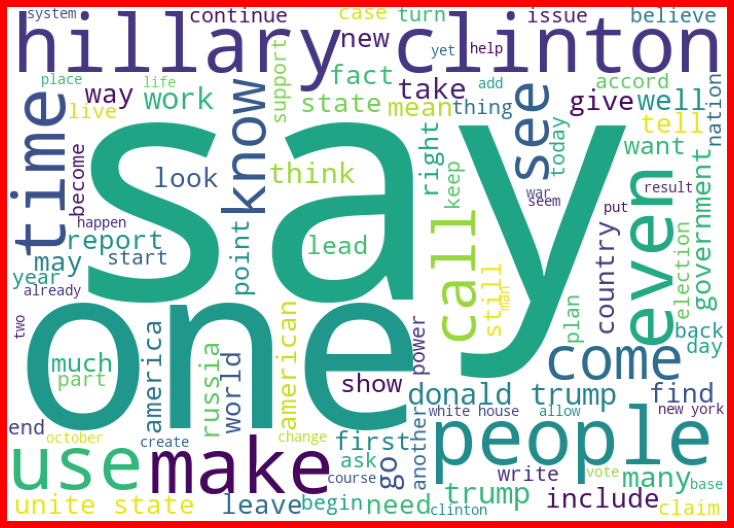 system
continue
case
turn
issue
believe
hillary clinton
new
yet
help
place
life
support
fact
take
accord
nation
way
work
state
mean
thing
give
well
live
time
say
know
see
tell
become
look
think
right
today
want
keep
war
seem
result
put
happen
report
point
lead
call
even
government
may
start
country
election
year
already
still
man
plan
two
one
america
russia
world
american
power
come
back
day
much
part
show
donald trump
find
end
another
white house
allow
new york
people
october
create
change
first
use
make
course
ask
go
write
vote
many
base
unite state
leave
begin
need
trump
clinton
include
claim